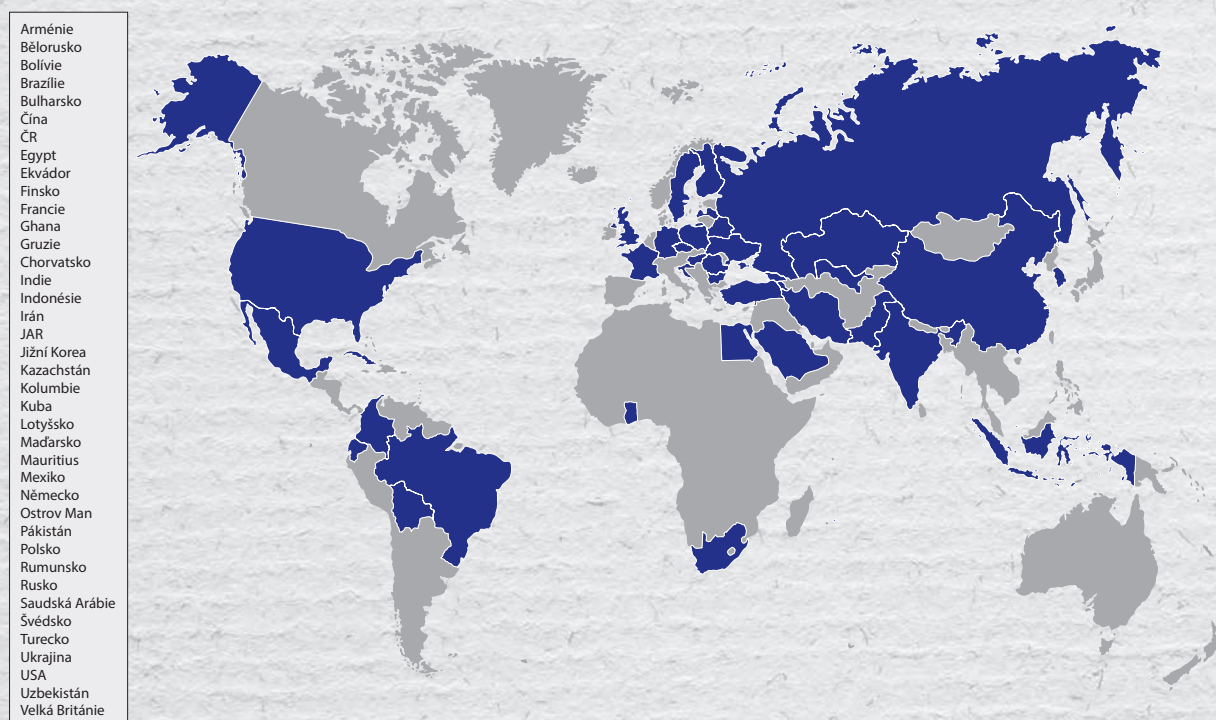 Arménie
Bělorusko
Bolívie
Brazílie
Bulharsko
Čína
ČR
Egypt
Ekvádor
Finsko
Francie
Ghana
Gruzie
Chorvatsko
Indie
Indonésie
Irán
JAR
Jižní Korea
Kazachstán
Kolumbie
Kuba
Lotyšsko
Maďarsko
Mauritius
Mexiko
Německo
Ostrov Man
Pákistán
Polsko
Rumunsko
Rusko
Saudská Arábie
Švédsko
Turecko
Ukrajina
USA
Uzbekistán
Velká Británie